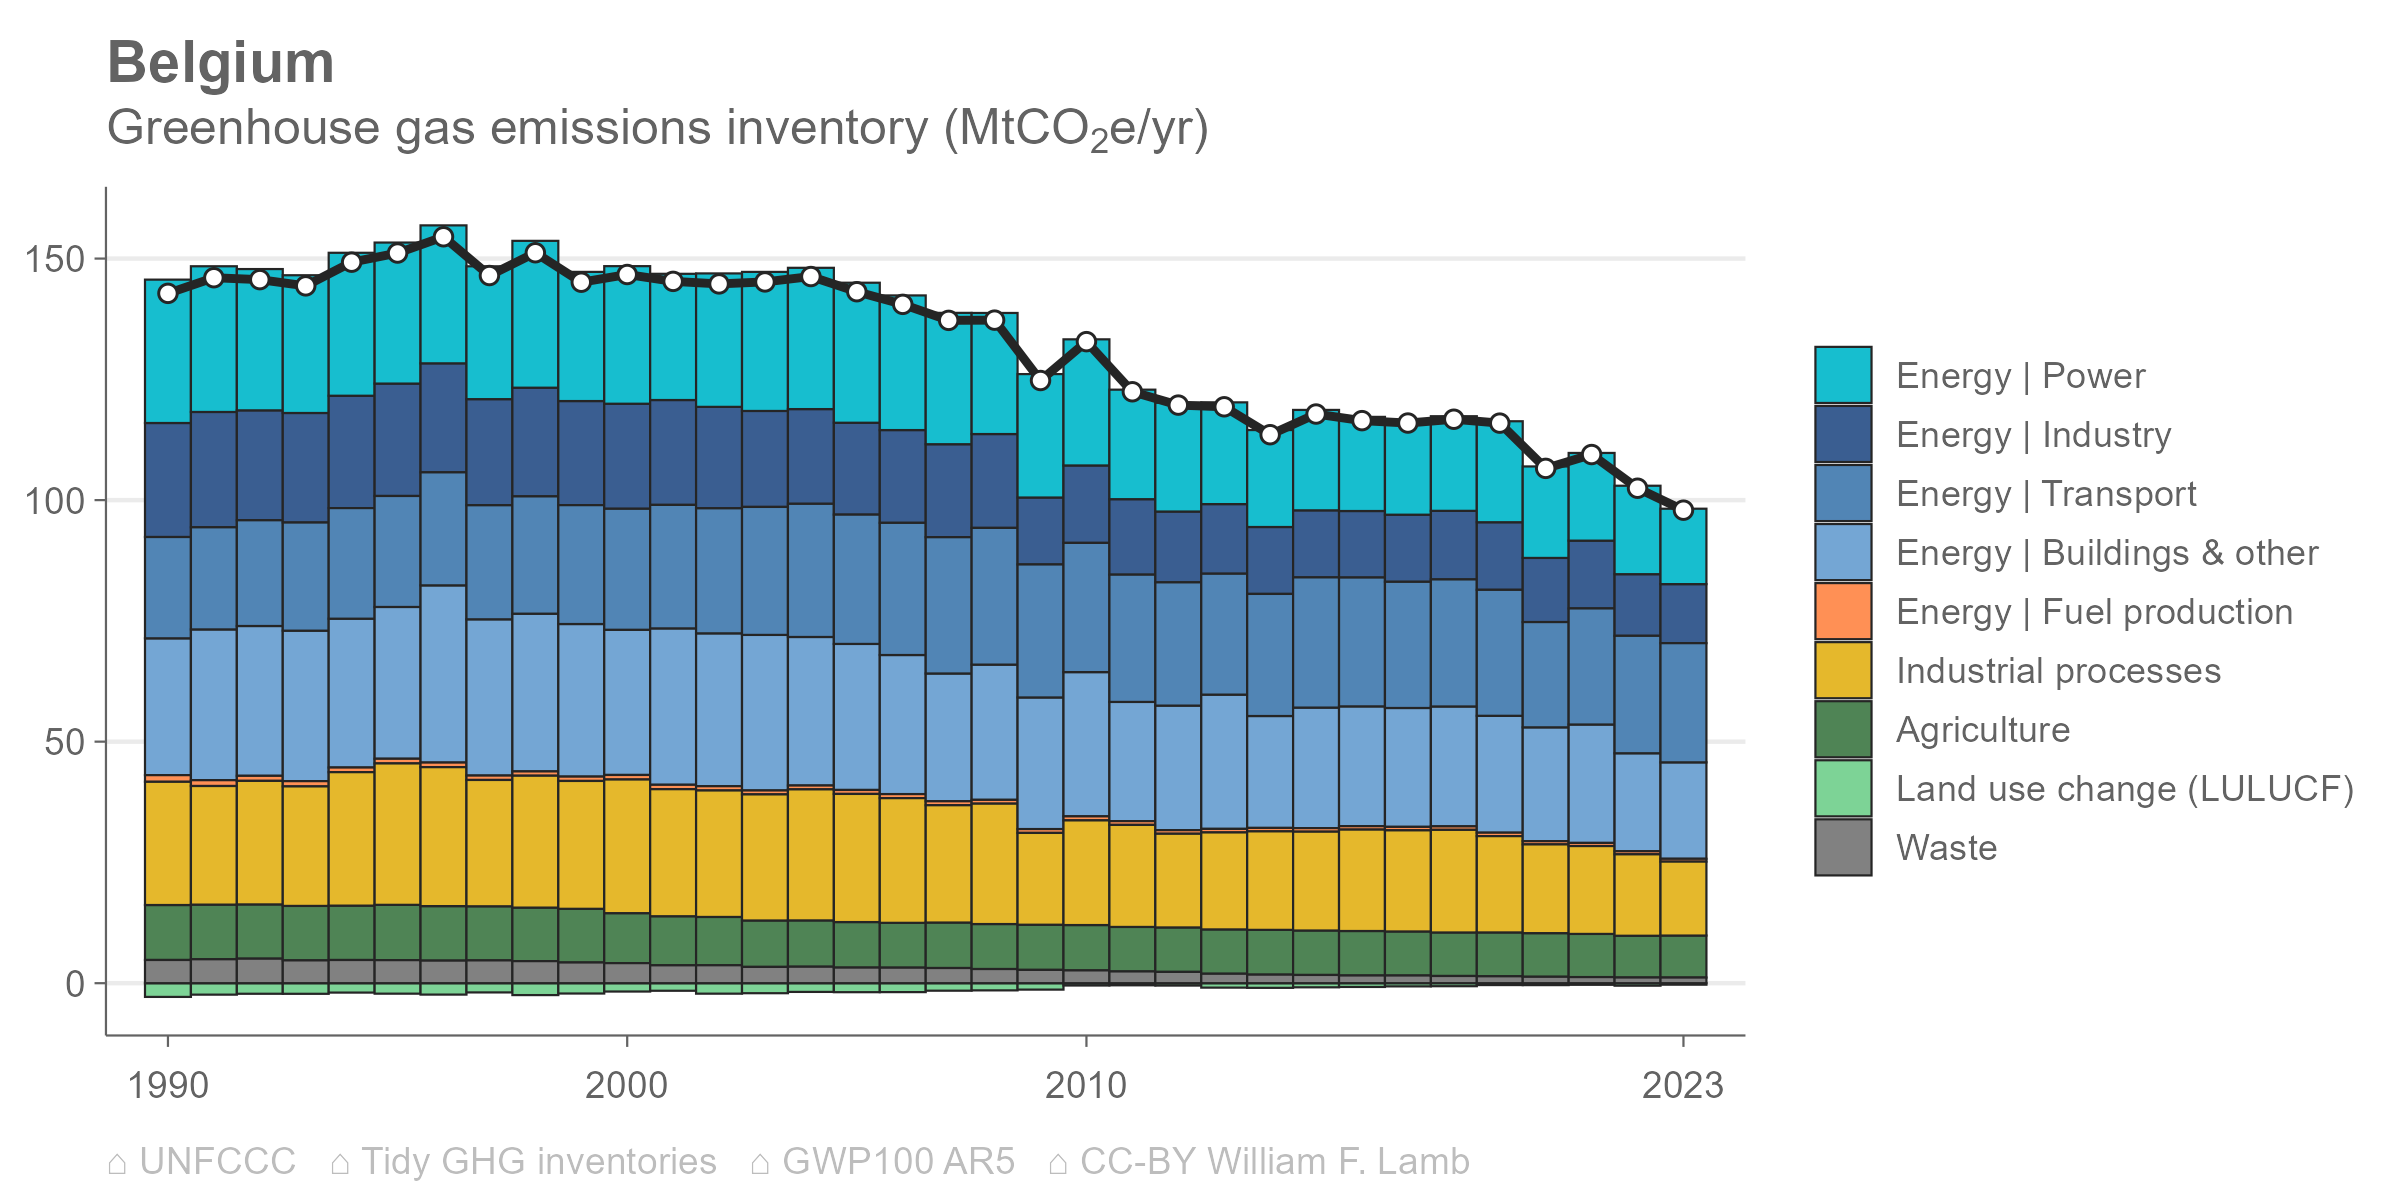 Belgium
Greenhouse gas emissions inventory (MtCO₂e/yr)
150
100
50
0
1990
2000
2010
2023
Energy | Power
Energy | Industry
Energy | Transport
Energy | Buildings & other
Energy | Fuel production
Industrial processes
Agriculture
Land use change (LULUCF)
Waste
⌂ UNFCCC ⌂ Tidy GHG inventories ⌂ GWP100 AR5 ⌂ CC-BY William F. Lamb